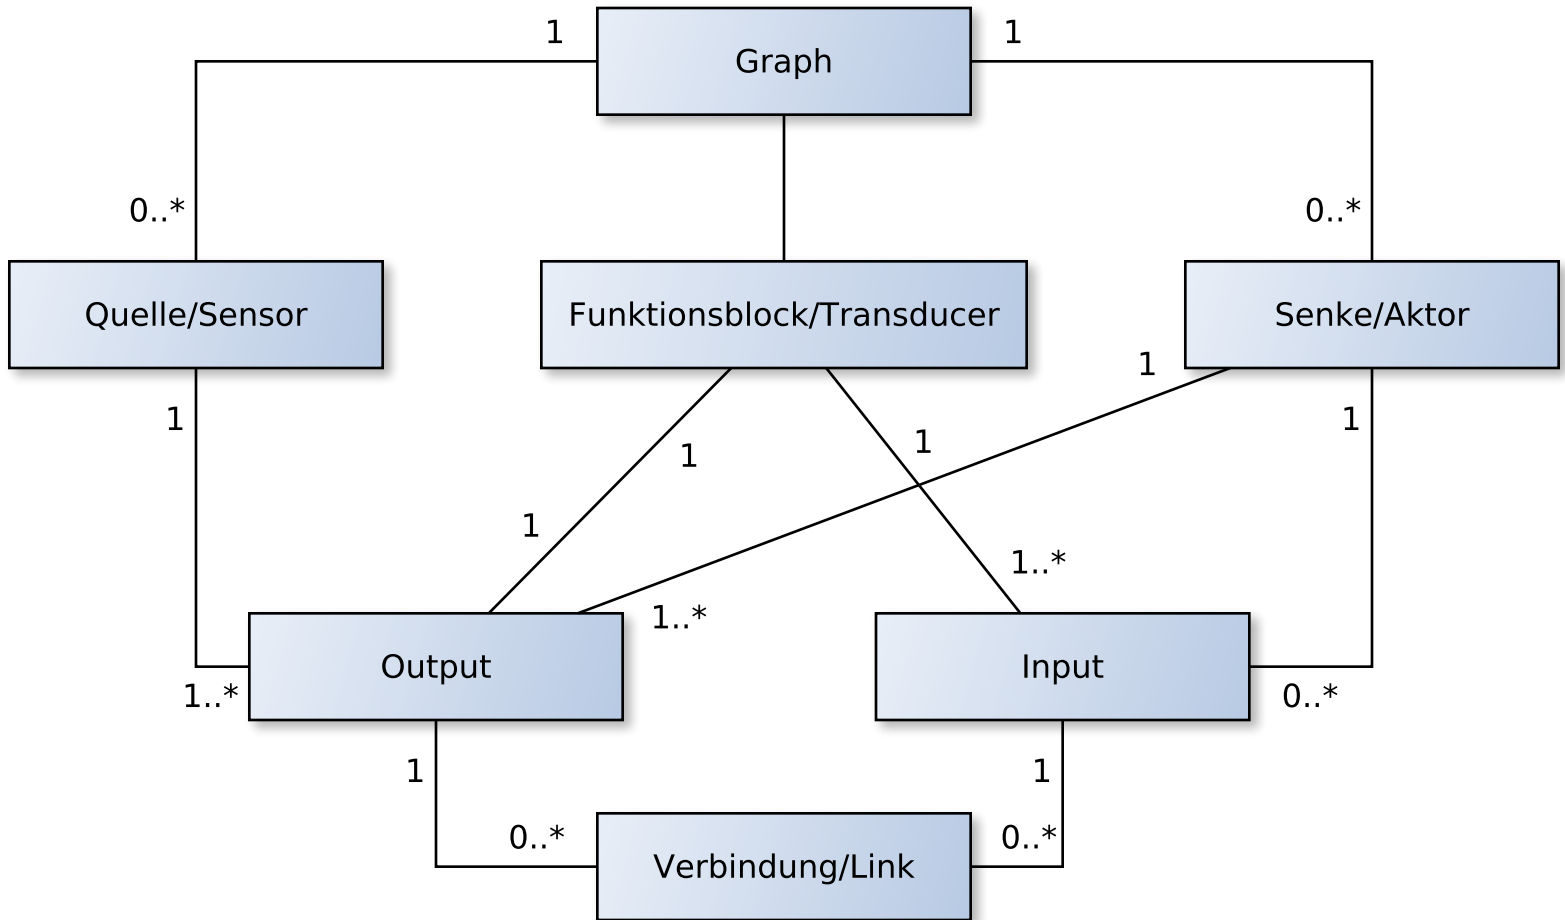 1
Graph
1
0..*
0..*
Quelle/Sensor
Funktionsblock/Transducer
Senke/Aktor
1
1
1
1
1
1
1..*
1..*
Output
Input
1..*
0..*
1
1
0..*
0..*
Verbindung/Link